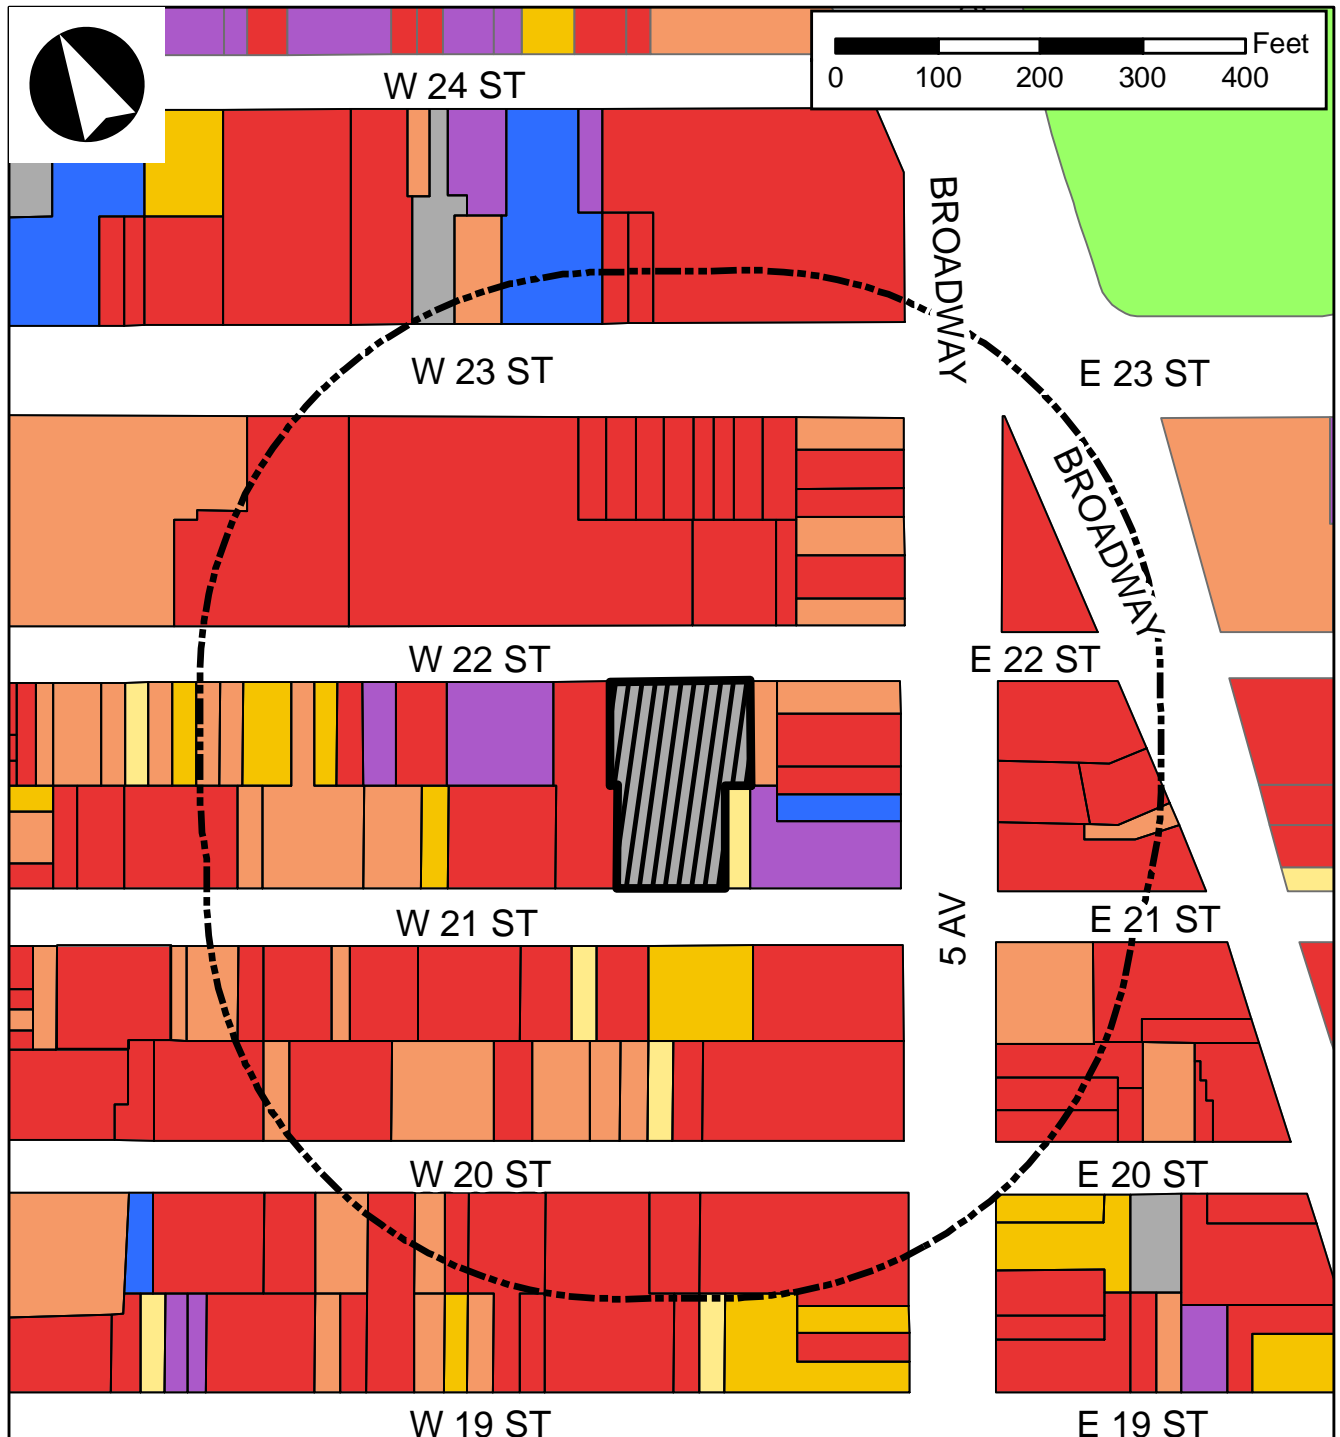 W 24 ST
Feet
0 100 200 300 400
BROADWAY
W 23 ST
E 23 ST
BROADWAY
W 22 ST
E 22 ST
W 21 ST
5 AV
E 21 ST
W 20 ST
E 20 ST
W 19 ST
E 19 ST